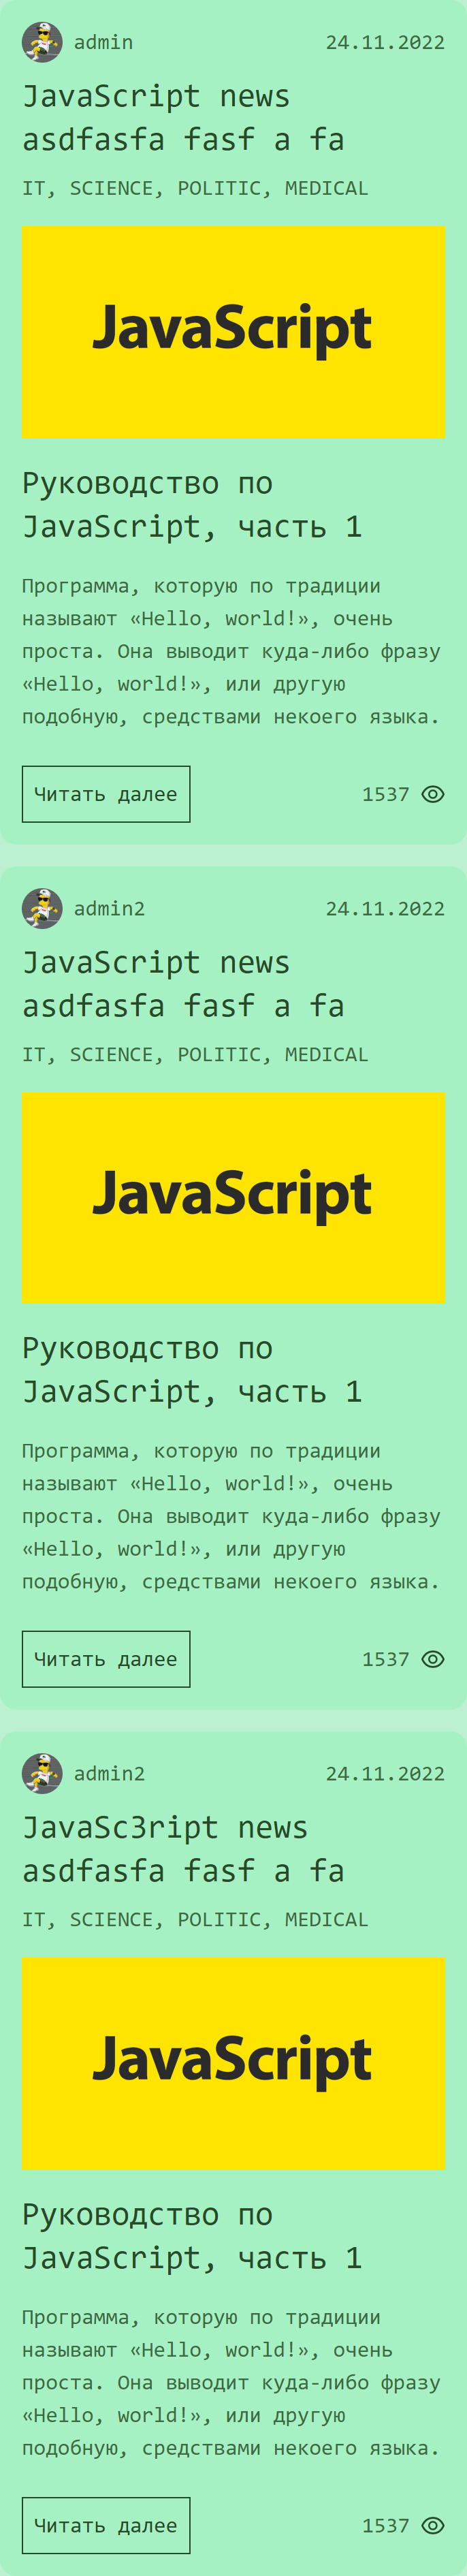 admin 24.11.2022
JavaScript news
asdfasfa fasf a fa
IT, SCIENCE, POLITIC, MEDICAL
JavaScript
Руководство по
JavaScript, часть 1
Программа, которую по традиции
называют «Hello, world!», очень
проста. Она выводит куда-либо фразу
«Hello, world!», или другую
подобную, средствами некоего языка.
Читать далее 1537
admin2 24.11.2022
JavaScript news
asdfasfa fasf a fa
IT, SCIENCE, POLITIC, MEDICAL
JavaScript
Руководство по
JavaScript, часть 1
Программа, которую по традиции
называют «Hello, world!», очень
проста. Она выводит куда-либо фразу
«Hello, world!», или другую
подобную, средствами некоего языка.
Читать далее 1537
admin2 24.11.2022
JavaSc3ript news
asdfasfa fasf a fa
IT, SCIENCE, POLITIC, MEDICAL
JavaScript
Руководство по
JavaScript, часть 1
Программа, которую по традиции
называют «Hello, world!», очень
проста. Она выводит куда-либо фразу
«Hello, world!», или другую
подобную, средствами некоего языка.
Читать далее 1537